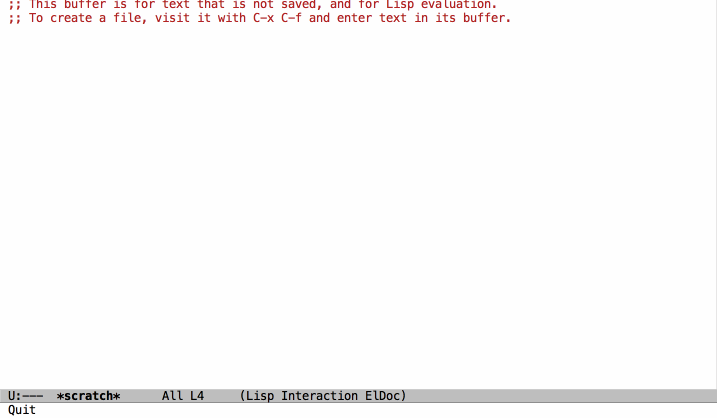 ;; This buffer is for text that is not saved, and for Lisp evaluation.
;; To create a file, visit it with C-x C-f and enter text in its buffer.
U:---  *scratch*      All L4     (Lisp Interaction ElDoc)
Quit